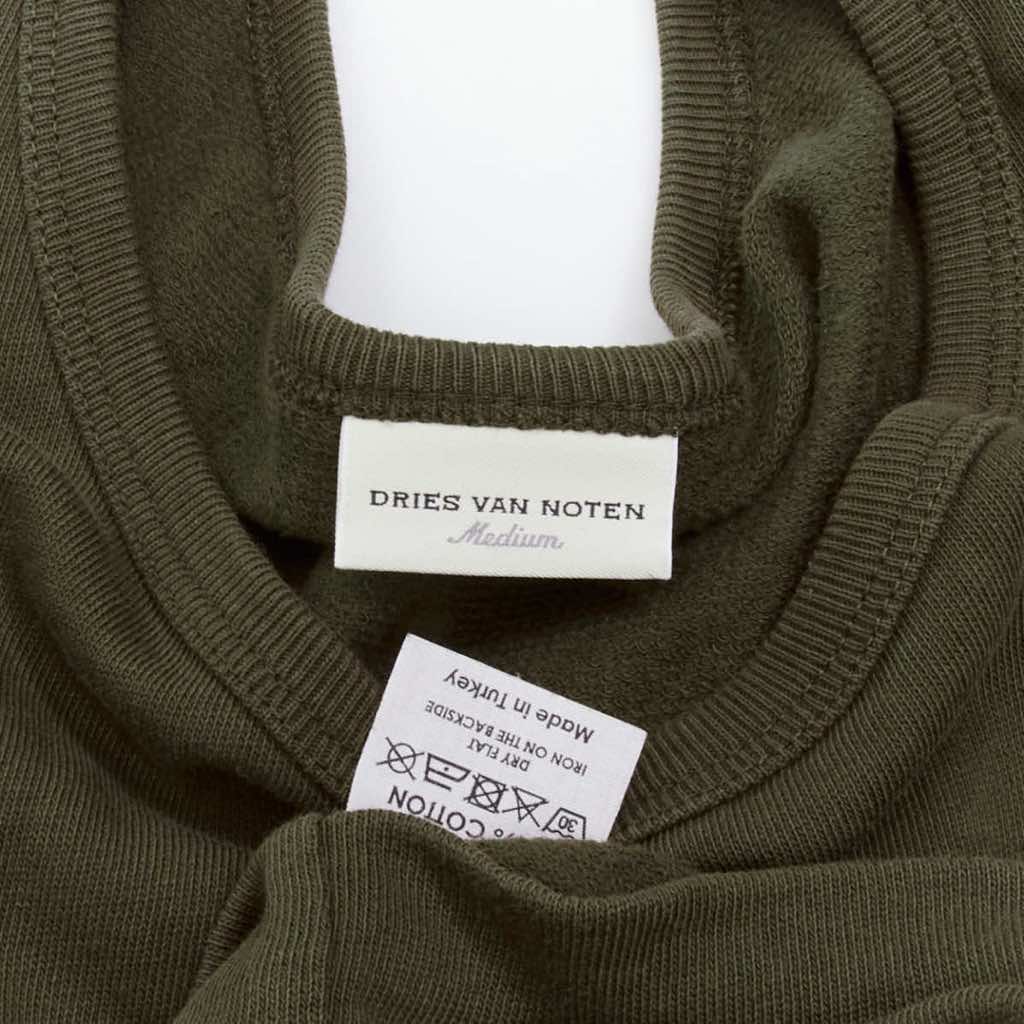 DRIES VAN NOTEN
Medium
% COTTON
30
DRY FLAT
IRON ON THE BACKSIDE
Made in Turkey